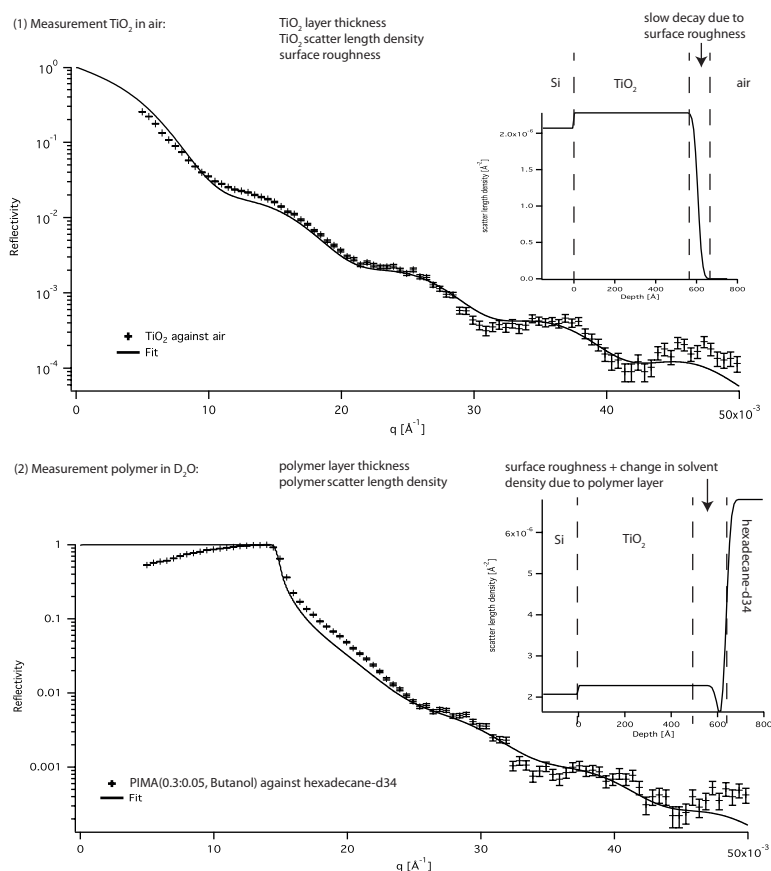 (1) Measurement TiO2 in air:
TiO2 layer thickness
TiO2 scatter length density
surface roughness
slow decay due to
surface roughness
Si
TiO2
air
scatter length density [Å-2]
2.0x10-6
1.5
1.0
0.5
0.0
0
200
400
600
800
Depth [Å]
Reflectivity
100
10-1
10-2
10-3
10-4
TiO2 against air
Fit
0
10
20
30
40
50x10-3
q [Å-1]
(2) Measurement polymer in D2O:
polymer layer thickness
polymer scatter length density
surface roughness + change in solvent
density due to polymer layer
Si
TiO2
hexadecane-d34
scatter length density [Å-2]
6x10-6
5
4
3
2
0
200
400
600
800
Depth [Å]
Reflectivity
1
0.1
0.01
0.001
PIMA(0.3:0.05, Butanol) against hexadecane-d34
Fit
0
10
20
30
40
50x10-3
q [Å-1]